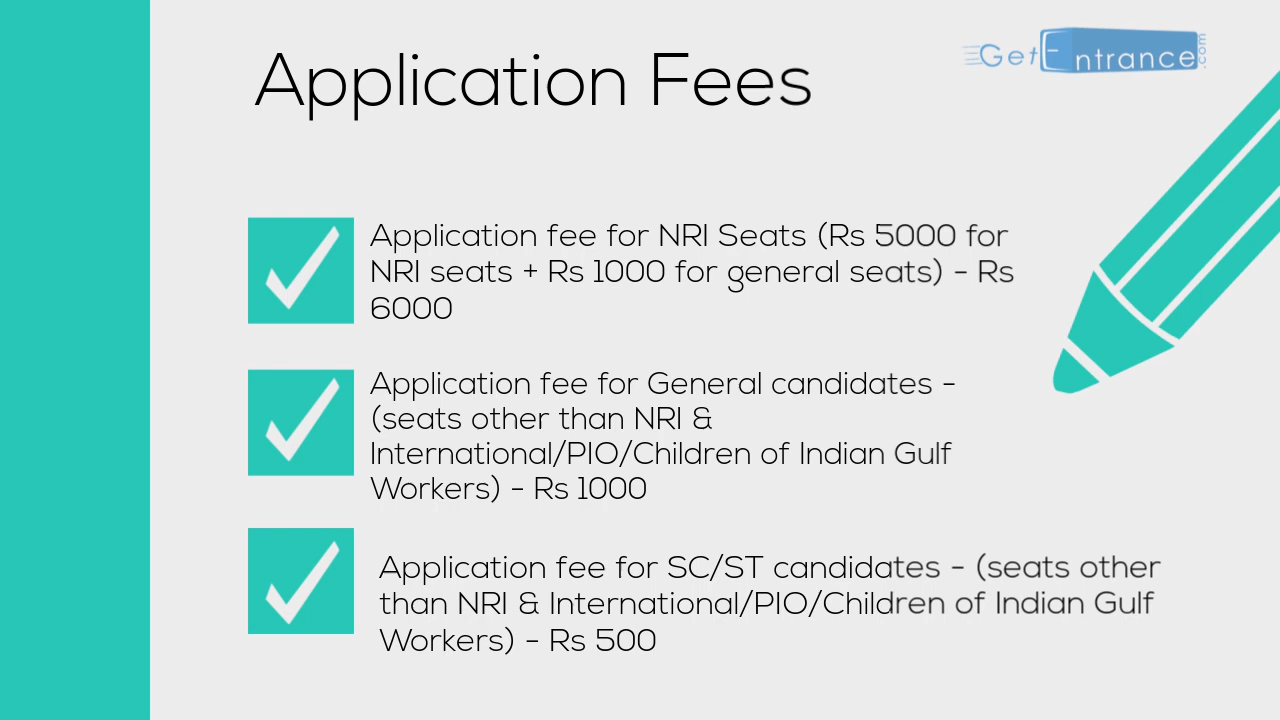 Application Fees
GetEntrance.com
Application fee for NRI Seats (Rs 5000 for
NRI seats + Rs 1000 for general seats) - Rs
6000
Application fee for General candidates -
(seats other than NRI &
International/PIO/Children of Indian Gulf
Workers) - Rs 1000
Application fee for SC/ST candidates - (seats other
than NRI & International/PIO/Children of Indian Gulf
Workers) - Rs 500